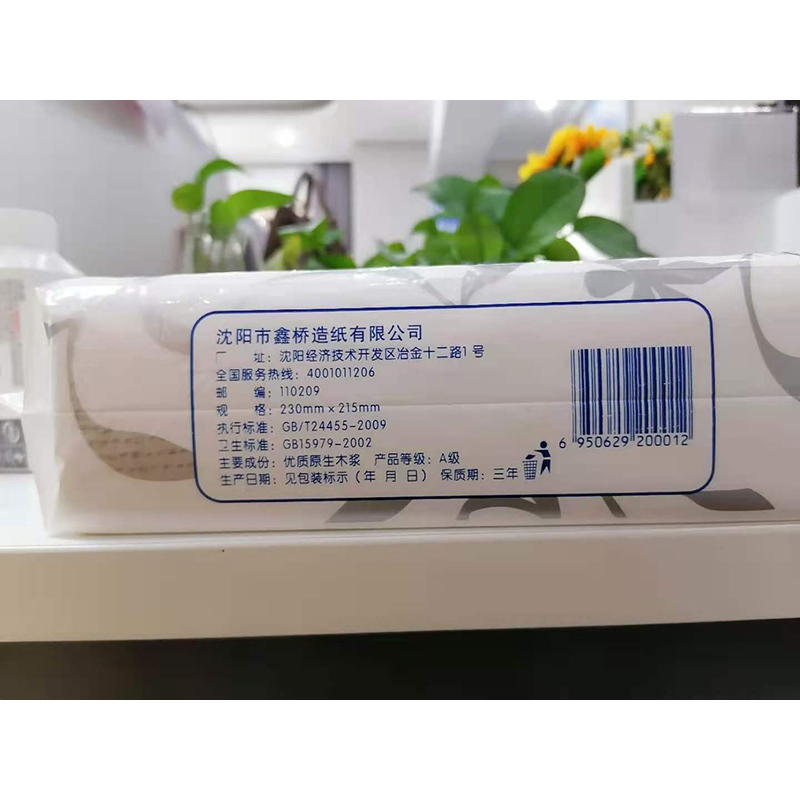 沈阳市鑫桥造纸有限公司
厂 址：沈阳经济技术开发区冶金十二路1号
全国服务热线：4001011206
邮 编：110209
规 格：230mm×215mm
执行标准：GB/T24455-2009
卫生标准：GB15979-2002
主要成份：优质原生木浆 产品等级：A级
生产日期：见包装标示（年 月 日） 保质期：三年
6 950629 200012